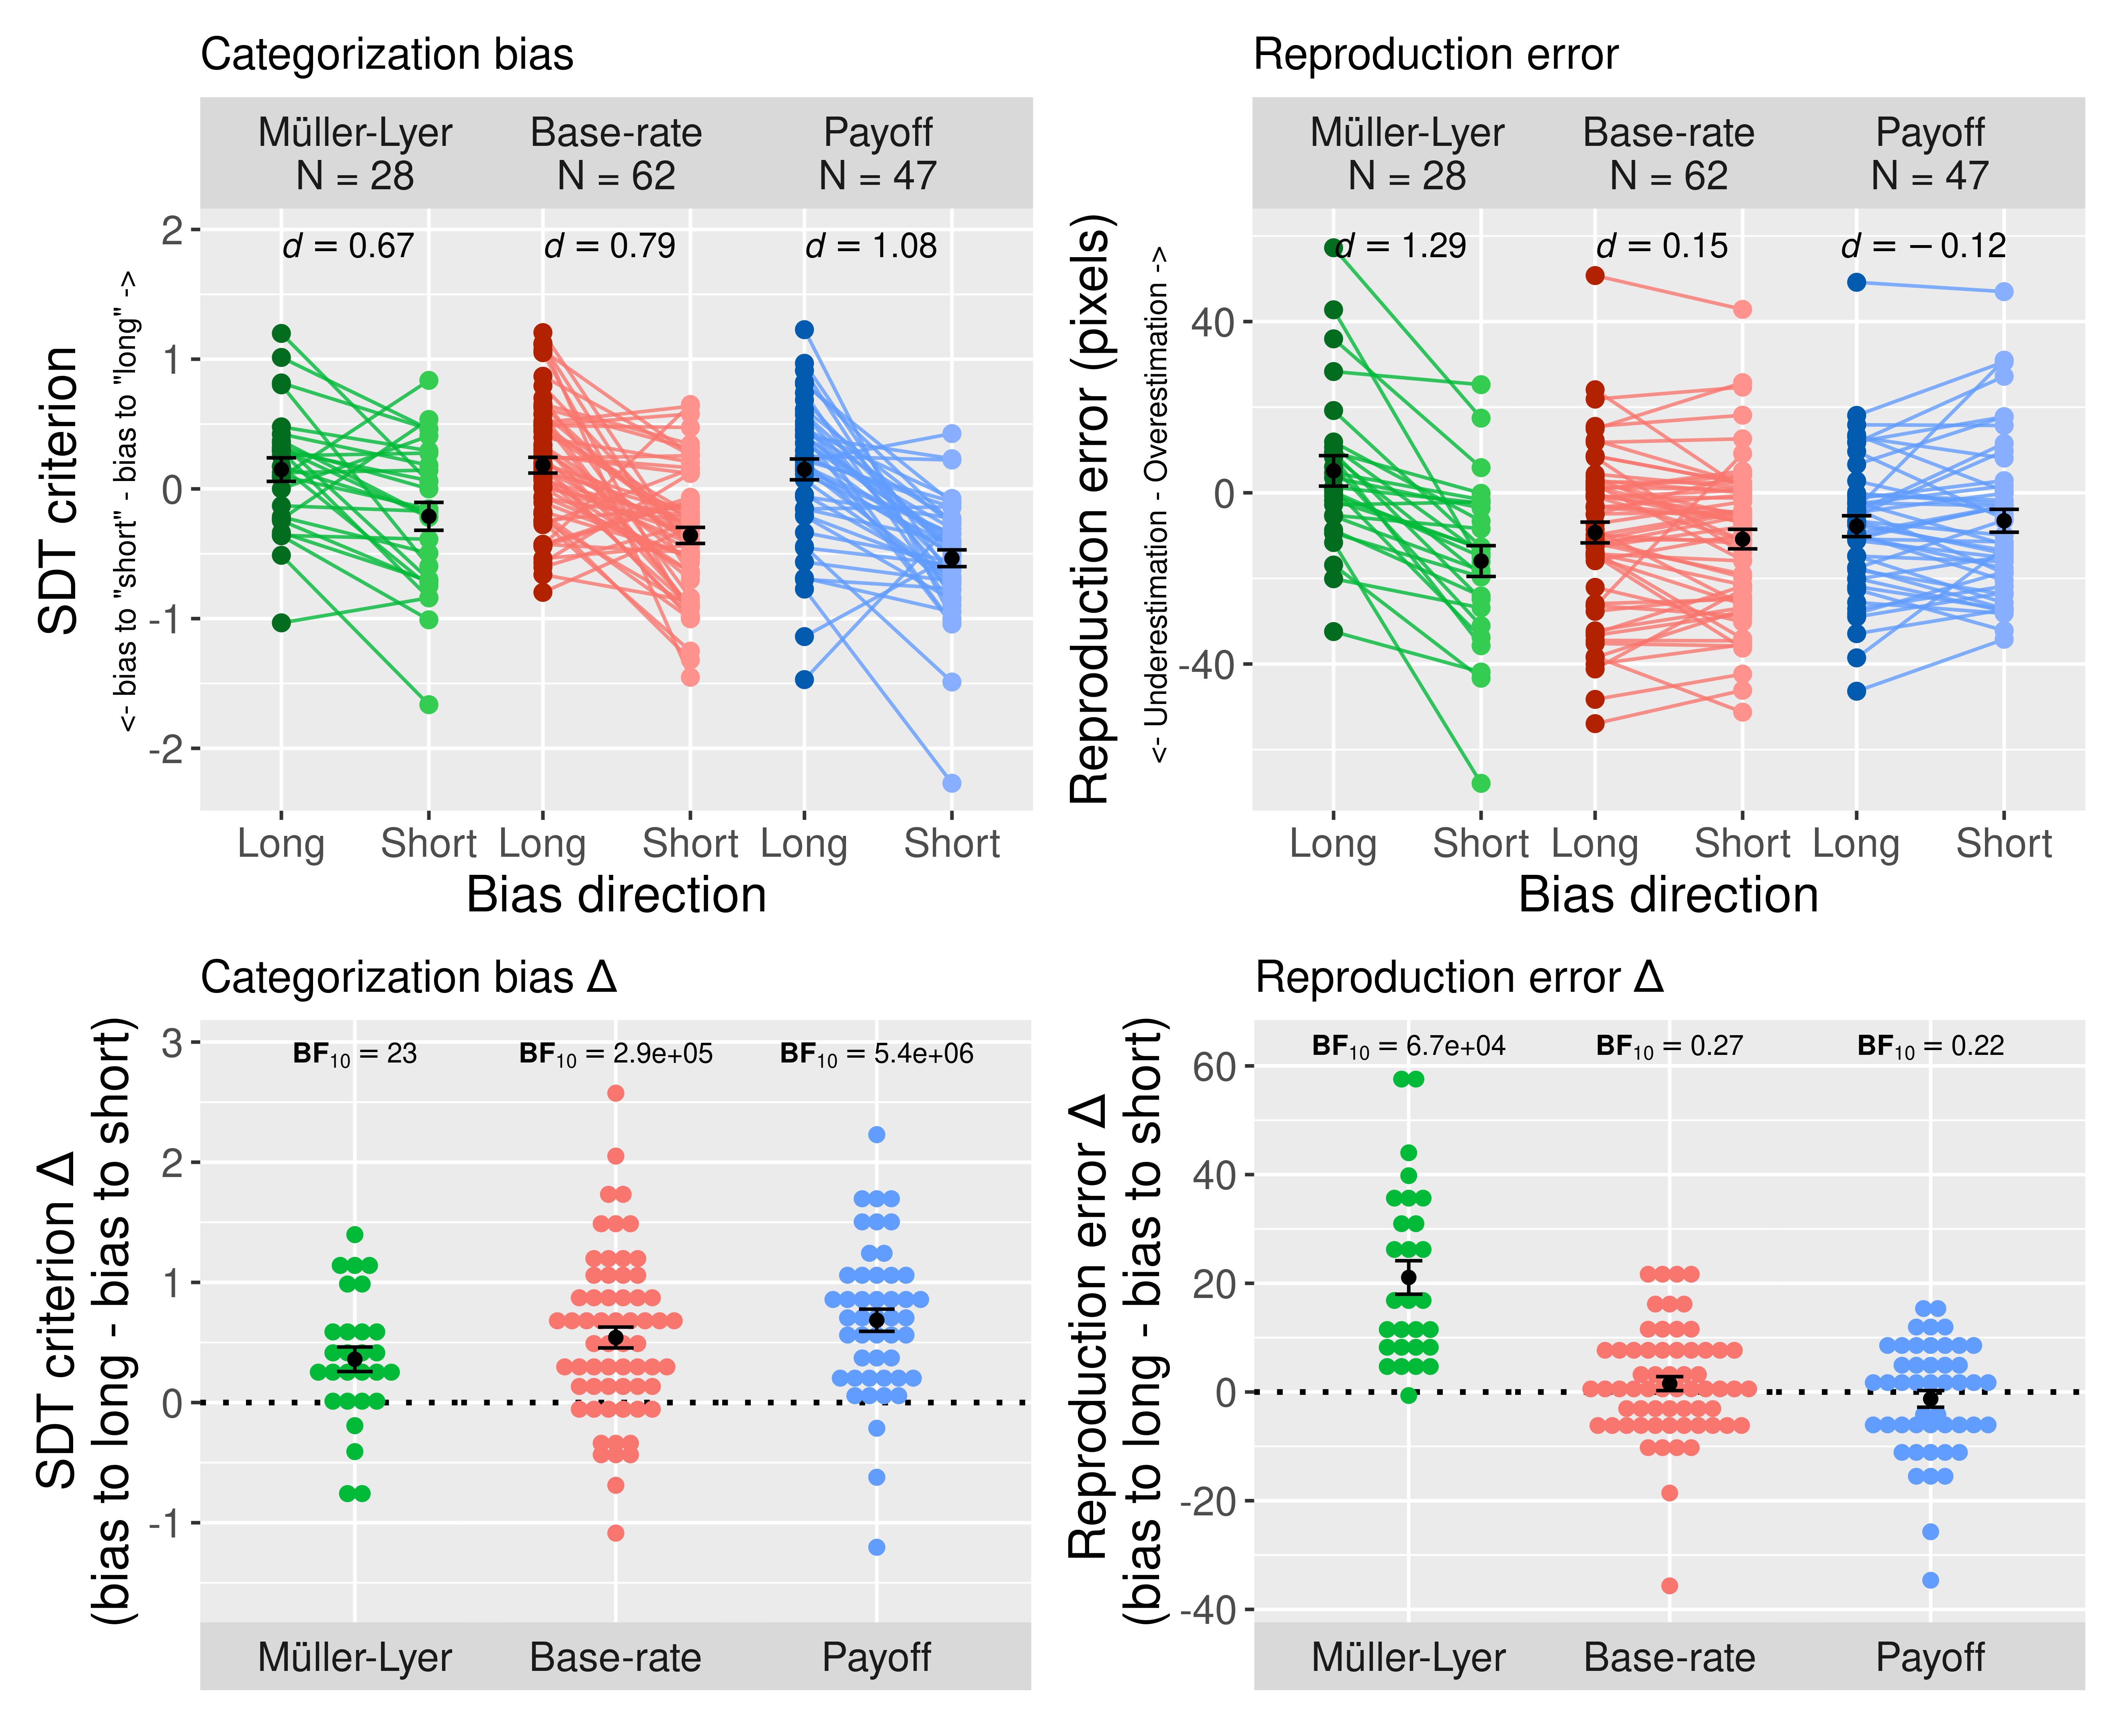 Categorization bias
Müller-Lyer
N = 28
Base-rate
N = 62
Payoff
N = 47
d = 0.67
d = 0.79
d = 1.08
SDT criterion
<- bias to "short" - bias to "long" ->
2
1
0
-1
-2
Long
Short
Long
Short
Long
Short
Bias direction
Reproduction error
Müller-Lyer
N = 28
Base-rate
N = 62
Payoff
N = 47
d = 1.29
d = 0.15
d = − 0.12
Reproduction error (pixels)
<- Underestimation - Overestimation ->
40
0
-40
Long
Short
Long
Short
Long
Short
Bias direction
Categorization bias Δ
BF10 = 23
BF10 = 2.9e+05
BF10 = 5.4e+06
SDT criterion Δ
(bias to long - bias to short)
3
2
1
0
-1
Müller-Lyer
Base-rate
Payoff
Reproduction error Δ
BF10 = 6.7e+04
BF10 = 0.27
BF10 = 0.22
Reproduction error Δ
(bias to long - bias to short)
60
40
20
0
-20
-40
Müller-Lyer
Base-rate
Payoff